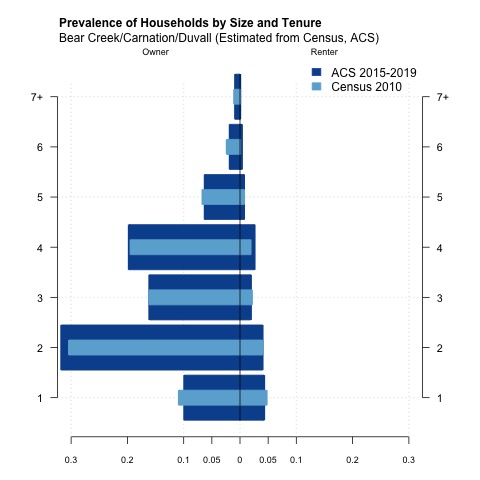 Prevalence of Households by Size and Tenure
Bear Creek/Carnation/Duvall (Estimated from Census, ACS)
Owner Renter
ACS 2015-2019
Census 2010
7+ 7+
6 6
5 5
4 4
3 3
2 2
1 1
0.3 0.2 0.1 0.05 0 0.05 0.1 0.2 0.3